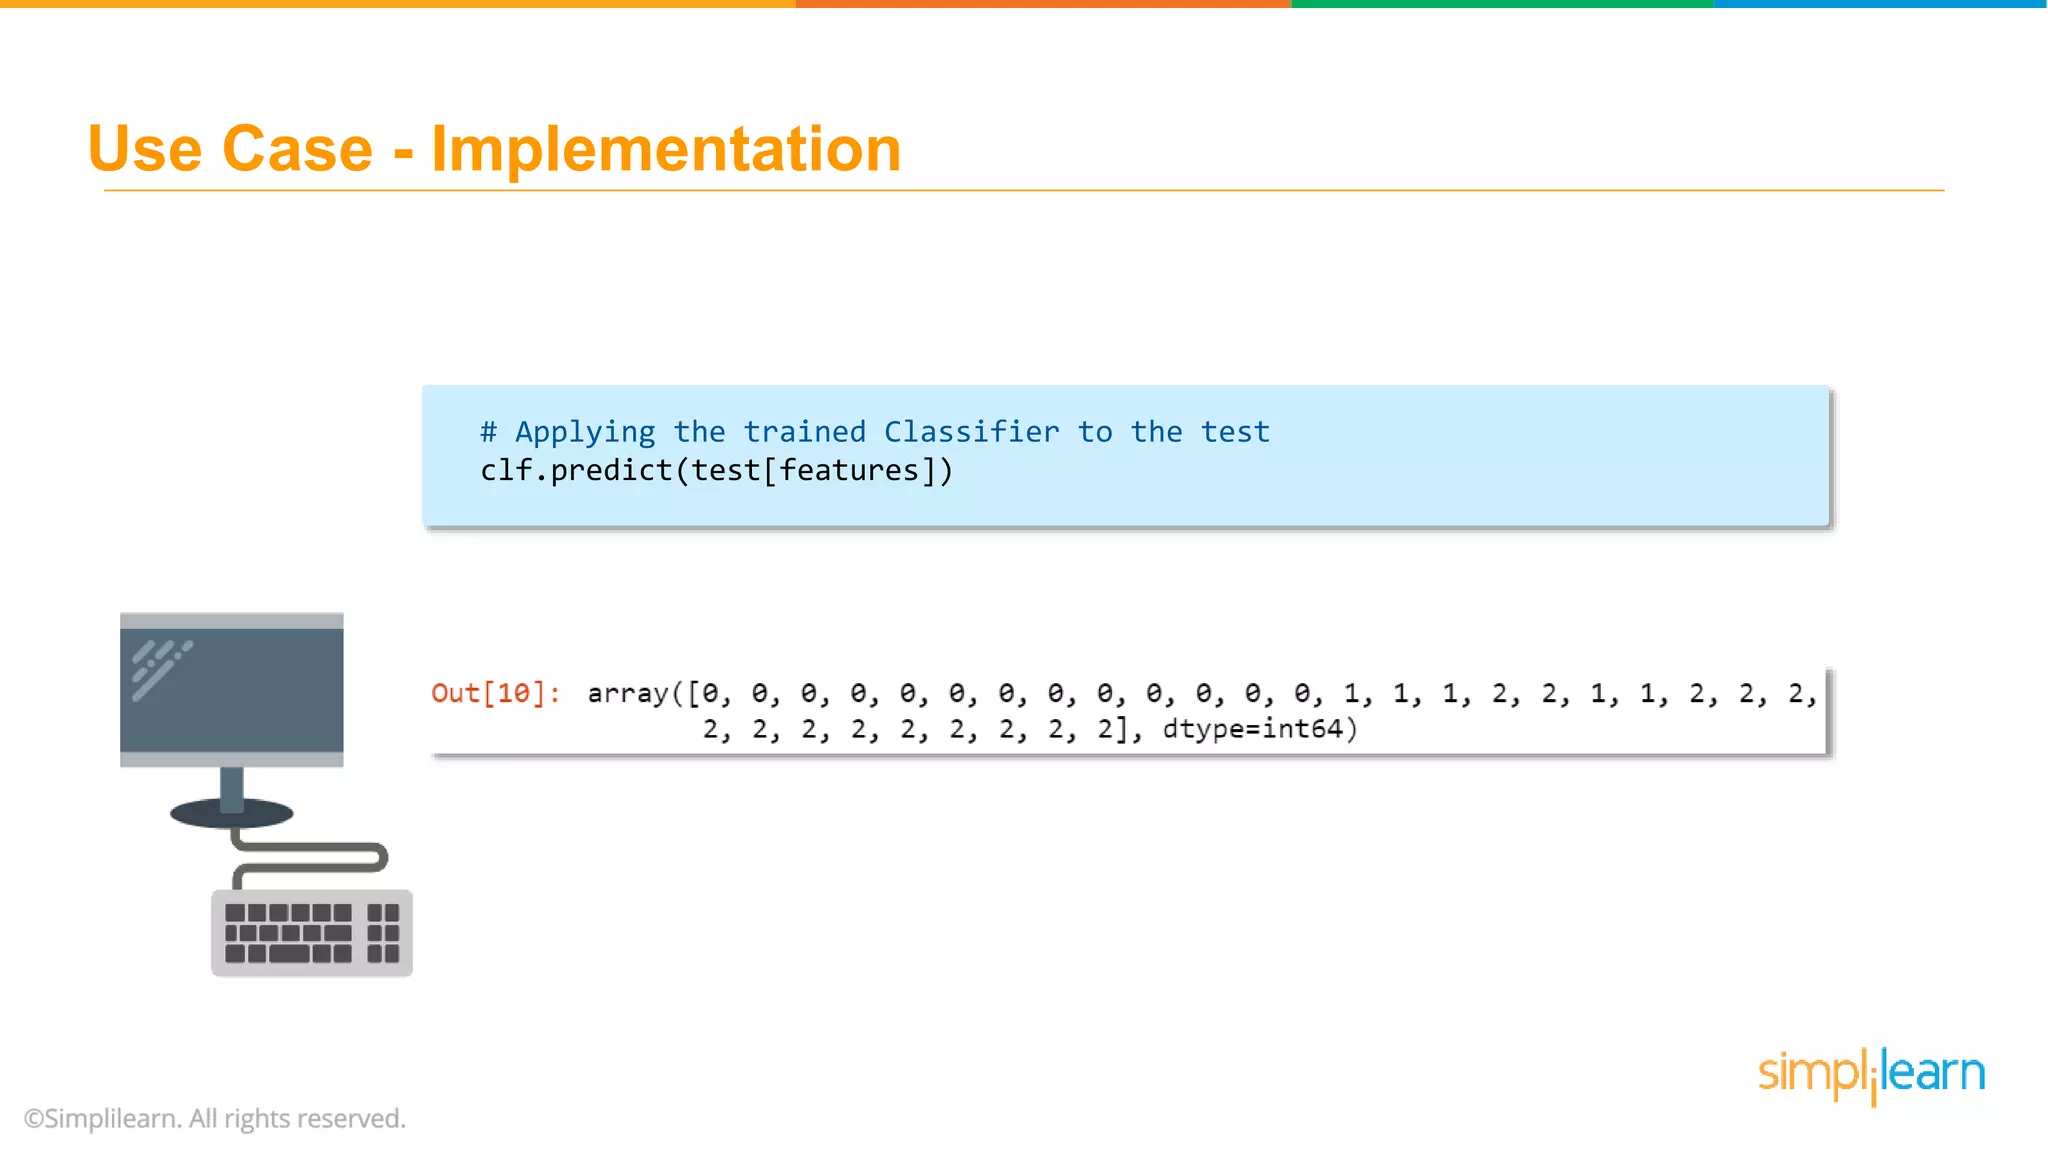 Use Case - Implementation
# Applying the trained Classifier to the test
clf.predict(test[features])
Out[10]: array([0, 0, 0, 0, 0, 0, 0, 0, 0, 0, 0, 0, 0, 1, 1, 1, 2, 2, 1, 1, 2, 2, 2,
2, 2, 2, 2, 2, 2, 2, 2, 2], dtype=int64)
simplilearn
©Simplilearn. All rights reserved.